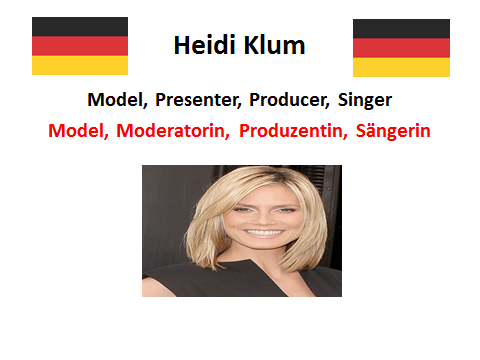 Heidi Klum
Model, Presenter, Producer, Singer
Model, Moderatorin, Produzentin, Sängerin